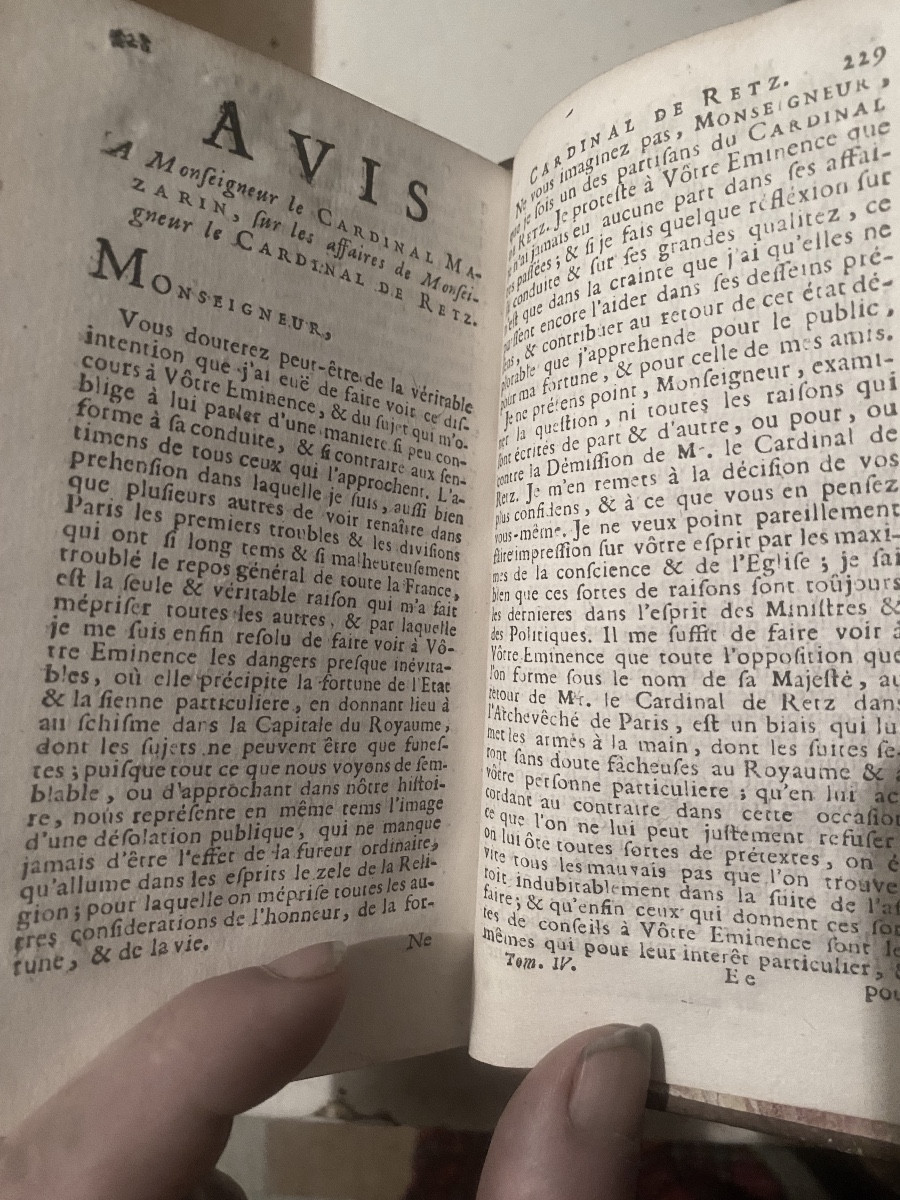 228
AVIS
A Monſeigneur le CARDINAL MA-
ZARIN, ſur les affaires de Monſei-
gneur le CARDINAL DE RETZ.
MONSEIGNEUR,
Vous douterez peut-être de la véritable
intention que j'ai euë de faire voir ce diſ-
cours à Vôtre Eminence, & du ſujet qui m'o-
blige à lui parler d'une maniere ſi peu con-
forme à ſa conduite, & ſi contraire aux ſen-
timens de tous ceux qui l'approchent. L'a-
prehenſion dans laquelle je ſuis, auſſi bien
que pluſieurs autres de voir renaître dans
Paris les premiers troubles & les diviſions
qui ont ſi long tems & ſi malheureuſement
troublé le repos général de toute la France,
eſt la ſeule & véritable raiſon qui m'a fait
mépriſer toutes les autres, & par laquelle
je me ſuis enfin reſolu de faire voir à Vô-
tre Eminence les dangers preſque inévita-
bles, où elle précipite la fortune de l'Etat
& la ſienne particuliere, en donnant lieu à
au ſchiſme dans la Capitale du Royaume,
dont les ſujets ne peuvent être que funeſ-
tes; puiſque tout ce que nous voyons de ſem-
blable, ou d'approchant dans nôtre hiſtoi-
re, nous repréſente en même tems l'image
d'une déſolation publique, qui ne manque
jamais d'être l'effet de la fureur ordinaire,
qu'allume dans les eſprits le zele de la Reli-
gion; pour laquelle on mépriſe toutes les au-
tres conſiderations de l'honneur, de la for-
tune, & de la vie.
Ne
CARDINAL DE RETZ. 229
Ne vous imaginez pas, MONSEIGNEUR,
que je ſois un des partiſans du CARDINAL
DE RETZ. Je proteſte à Vôtre Eminence que
je n'ai jamais eu aucune part dans ſes affai-
res paſſées; & ſi je fais quelque réfléxion ſur
ſa conduite & ſur ſes grandes qualitez, ce
n'eſt que dans la crainte que j'ai qu'elles ne
puiſſent encore l'aider dans ſes deſſeins pré-
ſens, & contribuer au retour de cet état dé-
plorable que j'apprehende pour le public,
pour ma fortune, & pour celle de mes amis.
Je ne prétens point, Monſeigneur, exami-
ner la queſtion, ni toutes les raiſons qui
ſont écrites de part & d'autre, ou pour, ou
contre la Démiſſion de Mr. le Cardinal de
Retz. Je m'en remets à la déciſion de vos
plus confidens, & à ce que vous en penſez
vous-même. Je ne veux point pareillement
faire impreſſion ſur vôtre eſprit par les maxi-
mes de la conſcience & de l'Egliſe; je ſai
bien que ces ſortes de raiſons ſont toûjours
les dernieres dans l'eſprit des Miniſtres &
des Politiques. Il me ſuffit de faire voir à
Vôtre Eminence que toute l'oppoſition que
l'on forme ſous le nom de ſa Majeſté, au
retour de Mr. le Cardinal de Retz dans
l'Archevêché de Paris, eſt un biais qui lui
met les armes à la main, dont les ſuites ſe-
ront ſans doute fâcheuſes au Royaume & à
vôtre perſonne particuliere; qu'en lui ac-
cordant au contraire dans cette occaſion
ce que l'on ne lui peut juſtement refuſer,
on lui ôte toutes ſortes de prétextes, on é-
vite tous les mauvais pas que l'on trouve-
roit indubitablement dans la ſuite de l'af-
faire; & qu'enfin ceux qui donnent ces ſor-
tes de conſeils à Vôtre Eminence ſont les
mêmes qui pour leur interêt particulier, &
Tom. IV. Ee pou